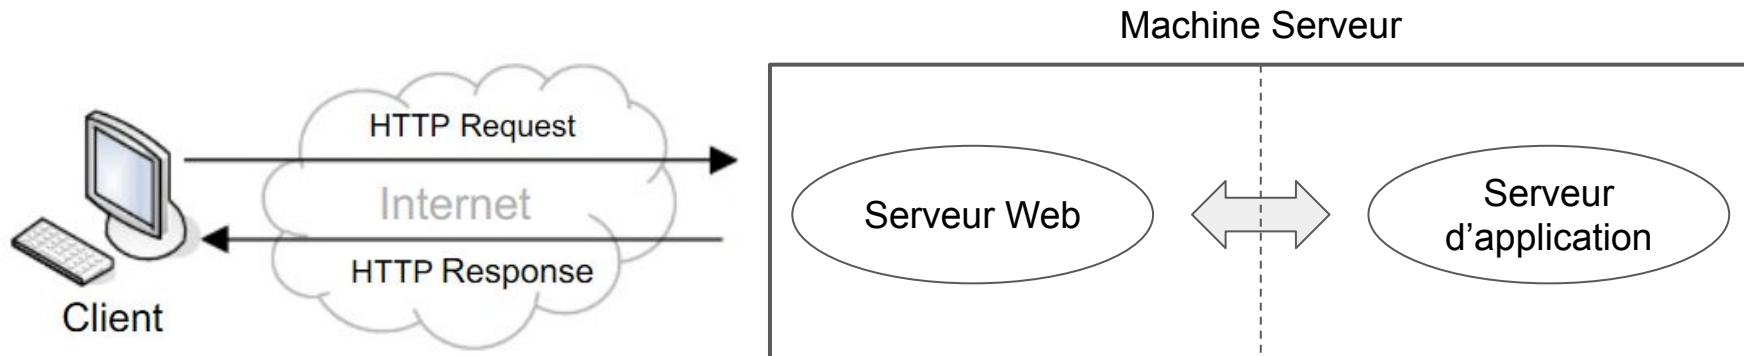 Machine Serveur
HTTP Request
Internet
HTTP Response
Client
Serveur Web
Serveur
d’application